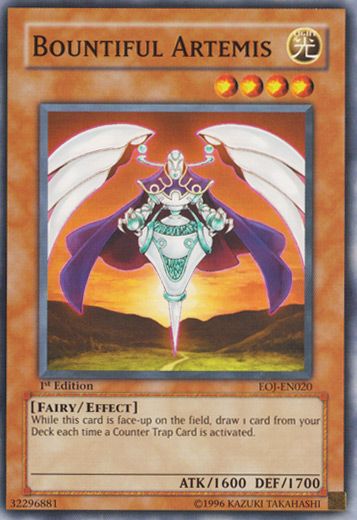 BOUNTIFUL ARTEMIS
LIGHT
光
1st Edition
EOJ-EN020
[FAIRY/EFFECT]
While this card is face-up on the field, draw 1 card from your
Deck each time a Counter Trap Card is activated.
ATK/1600 DEF/1700
32296881
©1996 KAZUKI TAKAHASHI